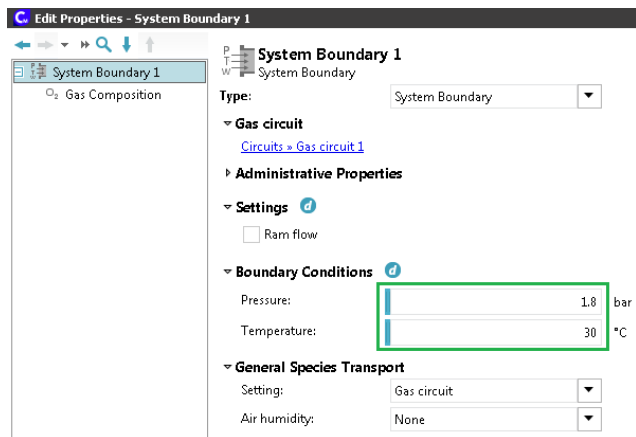 Edit Properties - System Boundary 1
System Boundary 1
System Boundary
System Boundary 1
O₂ Gas Composition
Type: System Boundary
Gas circuit
Circuits » Gas circuit 1
Administrative Properties
Settings d
Ram flow
Boundary Conditions d
Pressure: 1.8 bar
Temperature: 30 °C
General Species Transport
Setting: Gas circuit
Air humidity: None